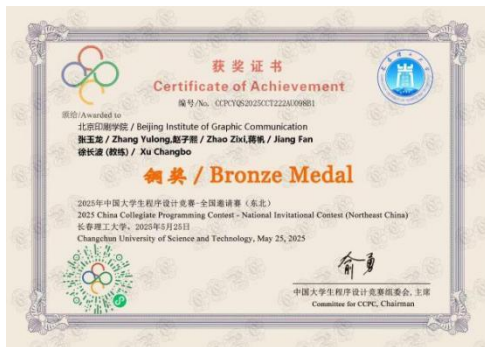 获奖证书
Certificate of Achievement
编号/No. CCPCYQS2025CCT222AU098B1
颁给/Awarded to
北京印刷学院 / Beijing Institute of Graphic Communication
张玉龙 / Zhang Yulong,赵子熙 / Zhao Zixi,蒋帆 / Jiang Fan
徐长波 (教练) / Xu Changbo
铜奖 / Bronze Medal
2025年中国大学生程序设计竞赛-全国邀请赛（东北）
2025 China Collegiate Programming Contest - National Invitational Contest (Northeast China)
长春理工大学, 2025年5月25日
Changchun University of Science and Technology, May 25, 2025
中国大学生程序设计竞赛组委会, 主席
Committee for CCPC, Chairman